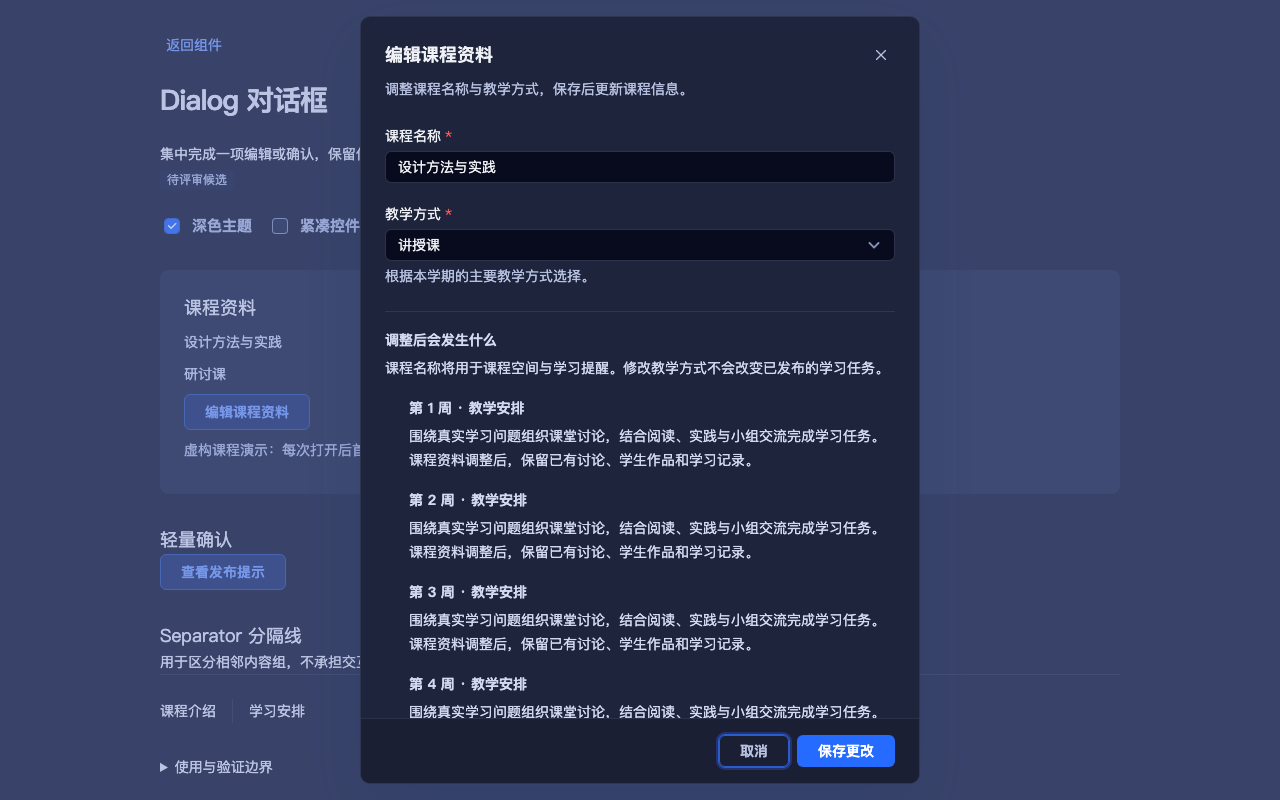 返回组件
Dialog 对话框
集中完成一项编辑或确认，保留
待评审候选
深色主题
紧凑控件
课程资料
设计方法与实践
研讨课
编辑课程资料
虚构课程演示：每次打开后首
轻量确认
查看发布提示
Separator 分隔线
用于区分相邻内容组，不承担交互
课程介绍
学习安排
使用与验证边界
编辑课程资料
调整课程名称与教学方式，保存后更新课程信息。
课程名称 *
设计方法与实践
教学方式 *
讲授课
根据本学期的主要教学方式选择。
调整后会发生什么
课程名称将用于课程空间与学习提醒。修改教学方式不会改变已发布的学习任务。
第 1 周 · 教学安排
围绕真实学习问题组织课堂讨论，结合阅读、实践与小组交流完成学习任务。
课程资料调整后，保留已有讨论、学生作品和学习记录。
第 2 周 · 教学安排
围绕真实学习问题组织课堂讨论，结合阅读、实践与小组交流完成学习任务。
课程资料调整后，保留已有讨论、学生作品和学习记录。
第 3 周 · 教学安排
围绕真实学习问题组织课堂讨论，结合阅读、实践与小组交流完成学习任务。
课程资料调整后，保留已有讨论、学生作品和学习记录。
第 4 周 · 教学安排
围绕真实学习问题组织课堂讨论，结合阅读、实践与小组交流完成学习任务。
取消
保存更改